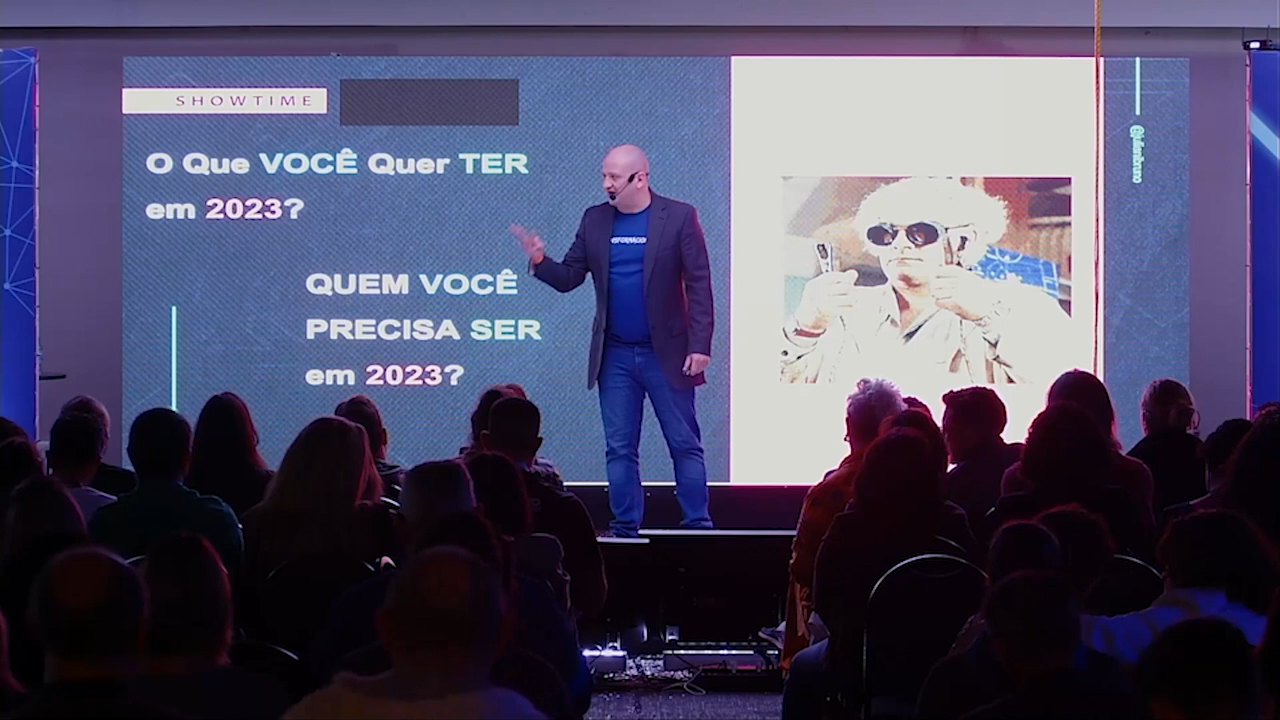 SHOWTIME
O Que VOCÊ Quer TER
em 2023?
QUEM VOCÊ
PRECISA SER
em 2023?